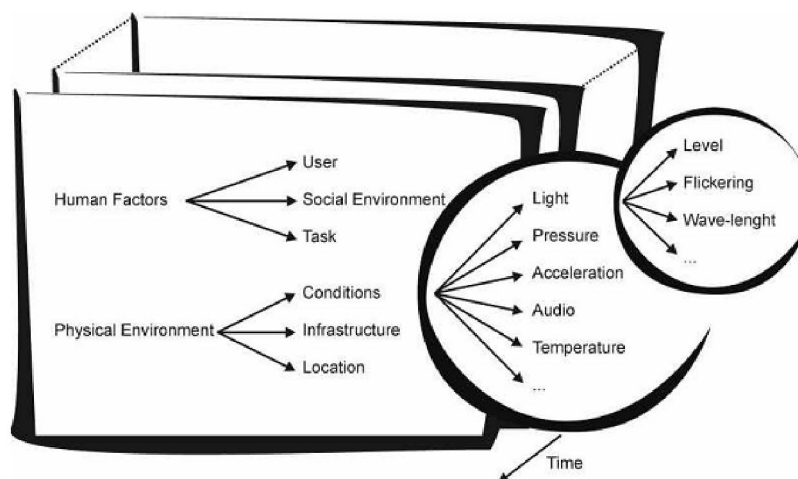 Human Factors
User
Social Environment
Task
Physical Environment
Conditions
Infrastructure
Location
Light
Pressure
Acceleration
Audio
Temperature
...
Level
Flickering
Wave-lenght
...
Time